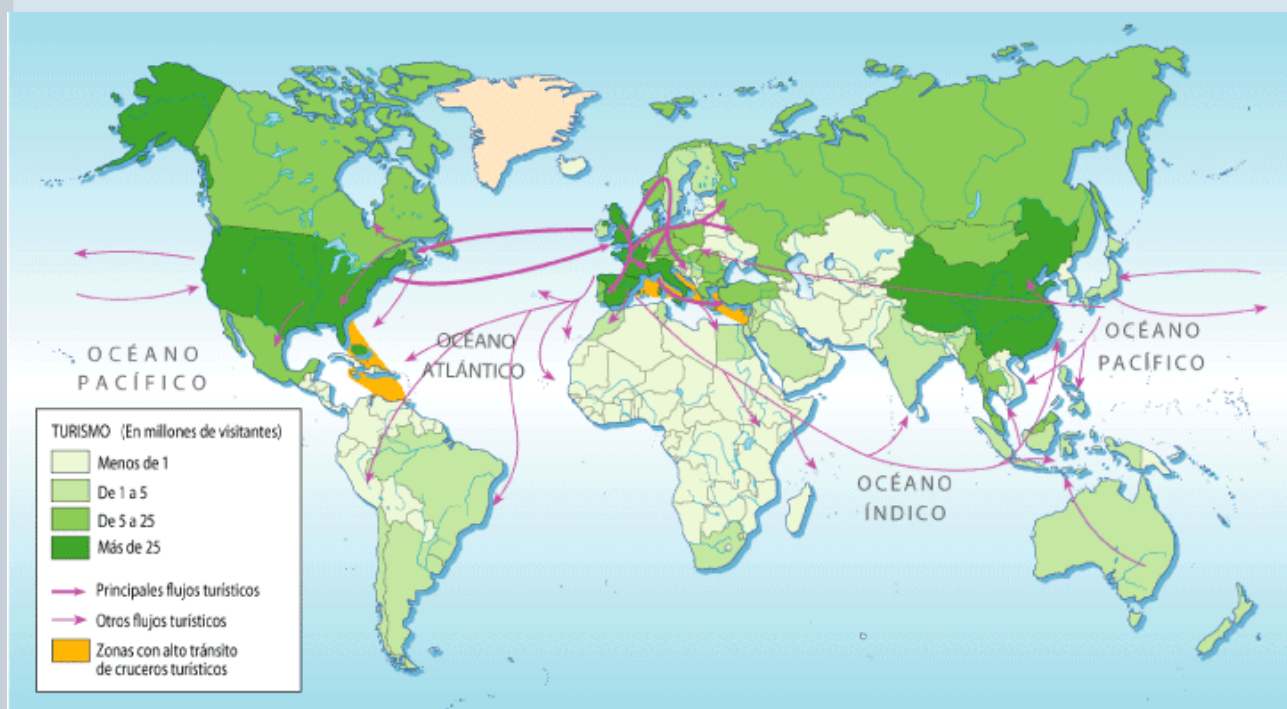 OCÉANO
PACÍFICO
OCÉANO
ATLÁNTICO
OCÉANO
PACÍFICO
OCÉANO
ÍNDICO
TURISMO (En millones de visitantes)
Menos de 1
De 1 a 5
De 5 a 25
Más de 25
Principales flujos turísticos
Otros flujos turísticos
Zonas con alto tránsito
de cruceros turísticos